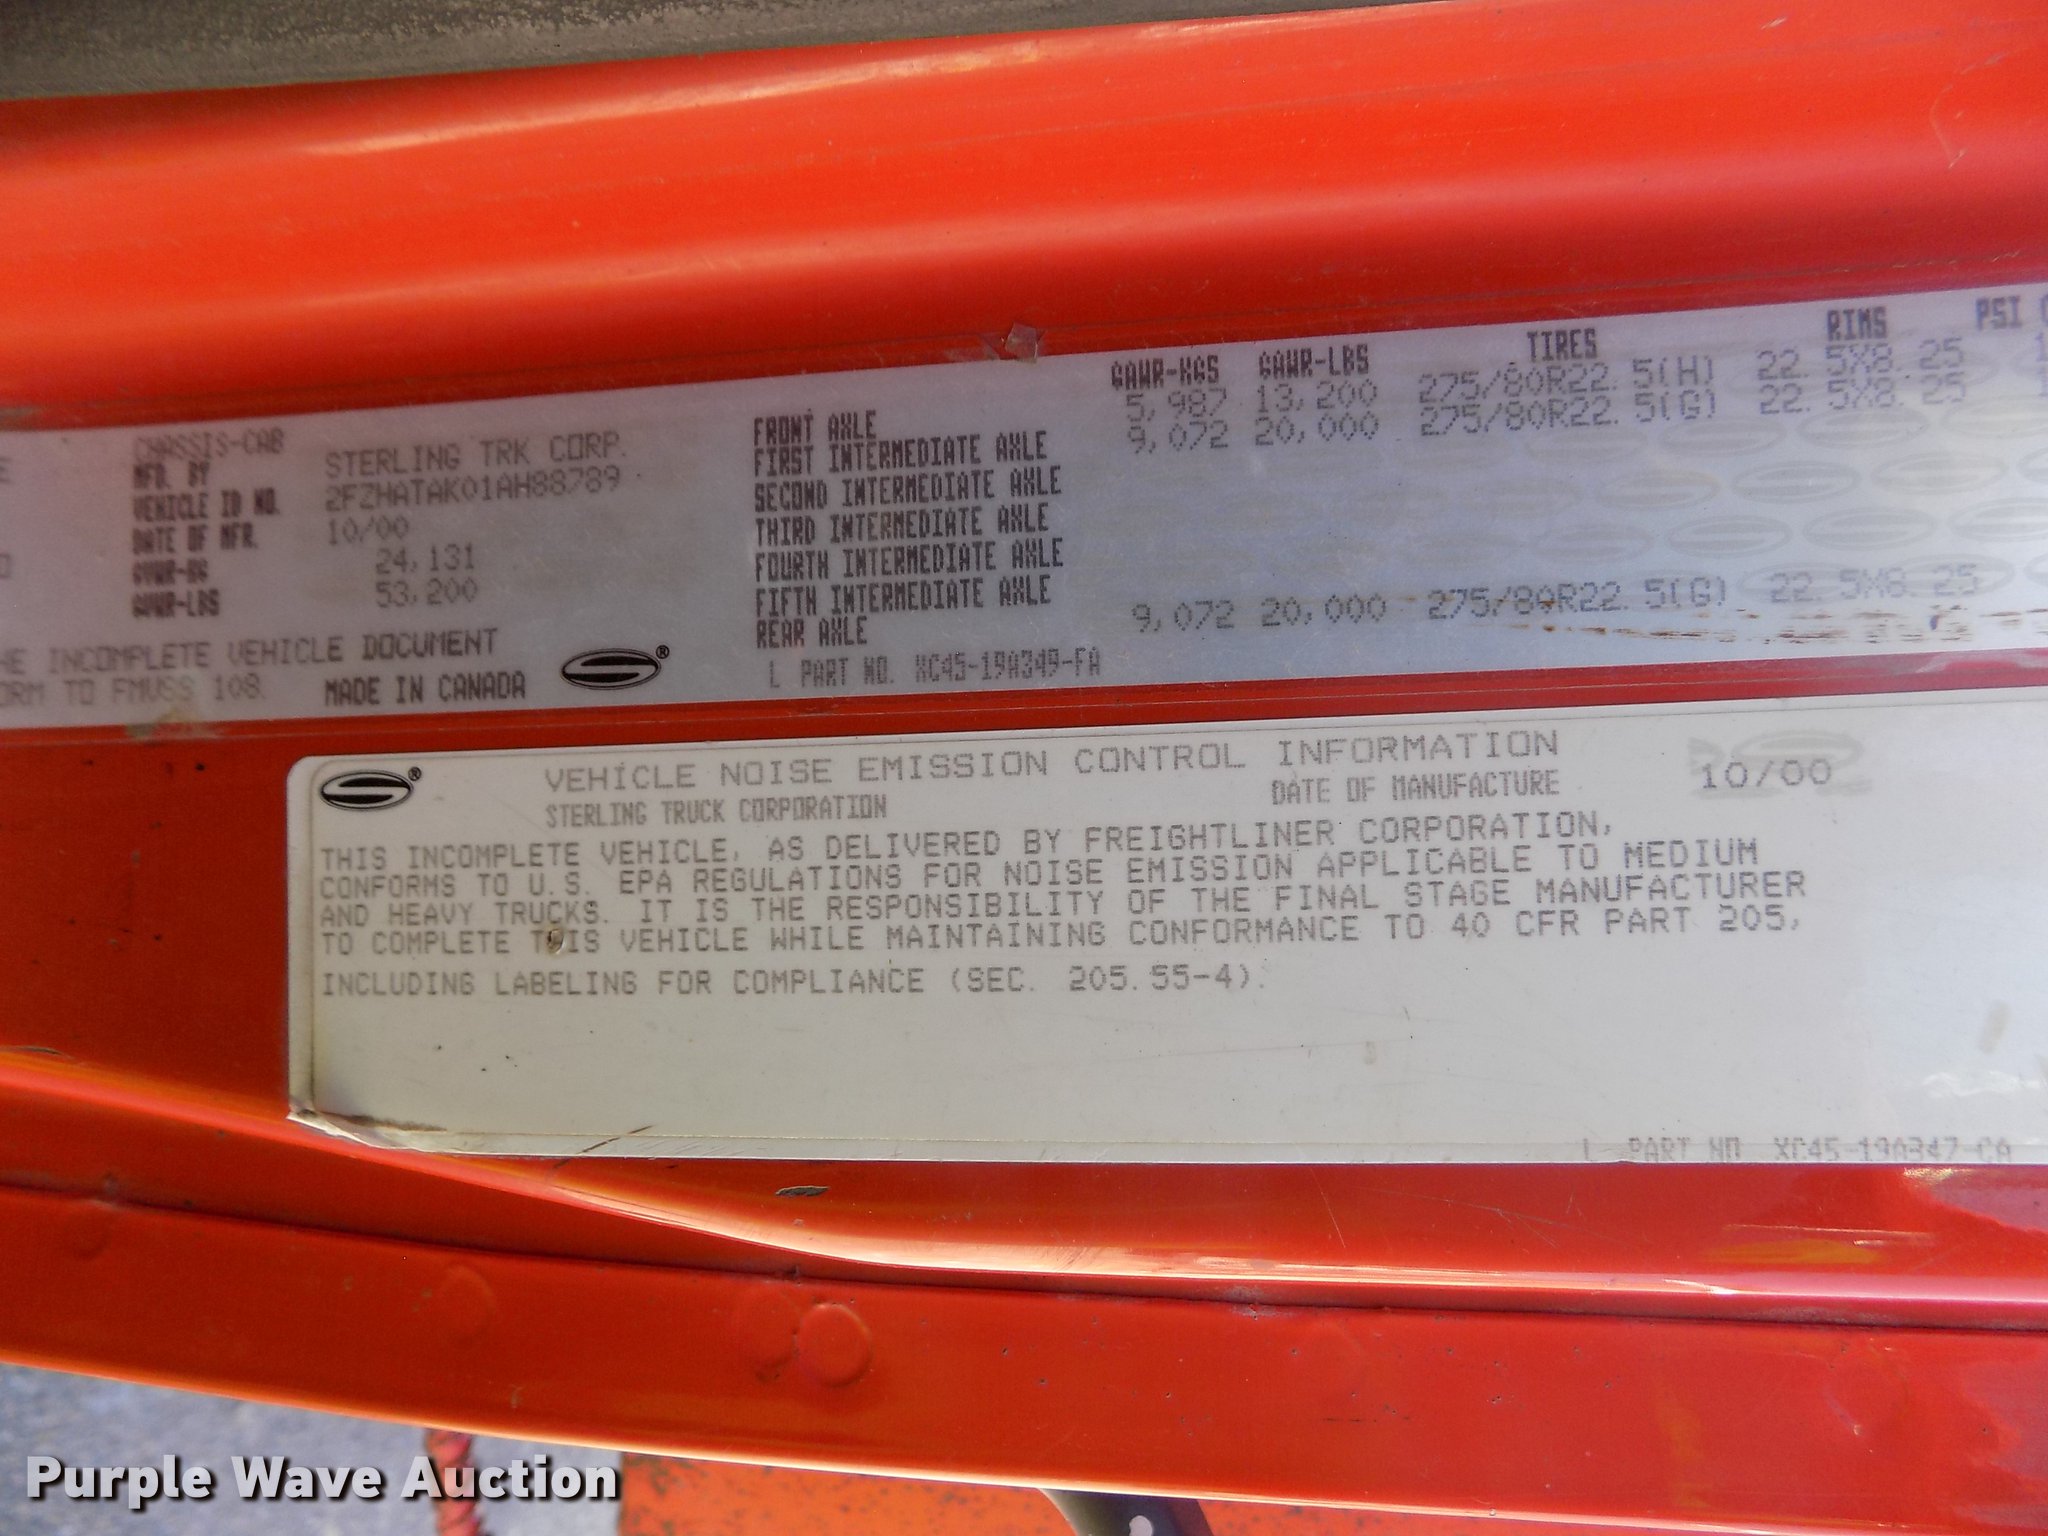 GAWR-KGS GAWR-LBS TIRES RIMS PSI
CHASSIS-CAB
MFD. BY STERLING TRK CORP.
VEHICLE ID NO. 2FZHATAK01AH88789
DATE OF MFR. 10/00
GVWR-KG 24,131
GVWR-LBS 53,200
HE INCOMPLETE VEHICLE DOCUMENT
ORM TO FMVSS 108. MADE IN CANADA ®
FRONT AXLE 5,987 13,200 275/80R22.5(H) 22.5X8.25
FIRST INTERMEDIATE AXLE 9,072 20,000 275/80R22.5(G) 22.5X8.25
SECOND INTERMEDIATE AXLE
THIRD INTERMEDIATE AXLE
FOURTH INTERMEDIATE AXLE
FIFTH INTERMEDIATE AXLE
REAR AXLE 9,072 20,000 275/80R22.5(G) 22.5X8.25
L PART NO. XC45-19A349-FA
® VEHICLE NOISE EMISSION CONTROL INFORMATION
STERLING TRUCK CORPORATION DATE OF MANUFACTURE 10/00
THIS INCOMPLETE VEHICLE, AS DELIVERED BY FREIGHTLINER CORPORATION,
CONFORMS TO U.S. EPA REGULATIONS FOR NOISE EMISSION APPLICABLE TO MEDIUM
AND HEAVY TRUCKS. IT IS THE RESPONSIBILITY OF THE FINAL STAGE MANUFACTURER
TO COMPLETE THIS VEHICLE WHILE MAINTAINING CONFORMANCE TO 40 CFR PART 205,
INCLUDING LABELING FOR COMPLIANCE (SEC. 205.55-4).
L PART NO. XC45-19A347-CA
Purple Wave Auction